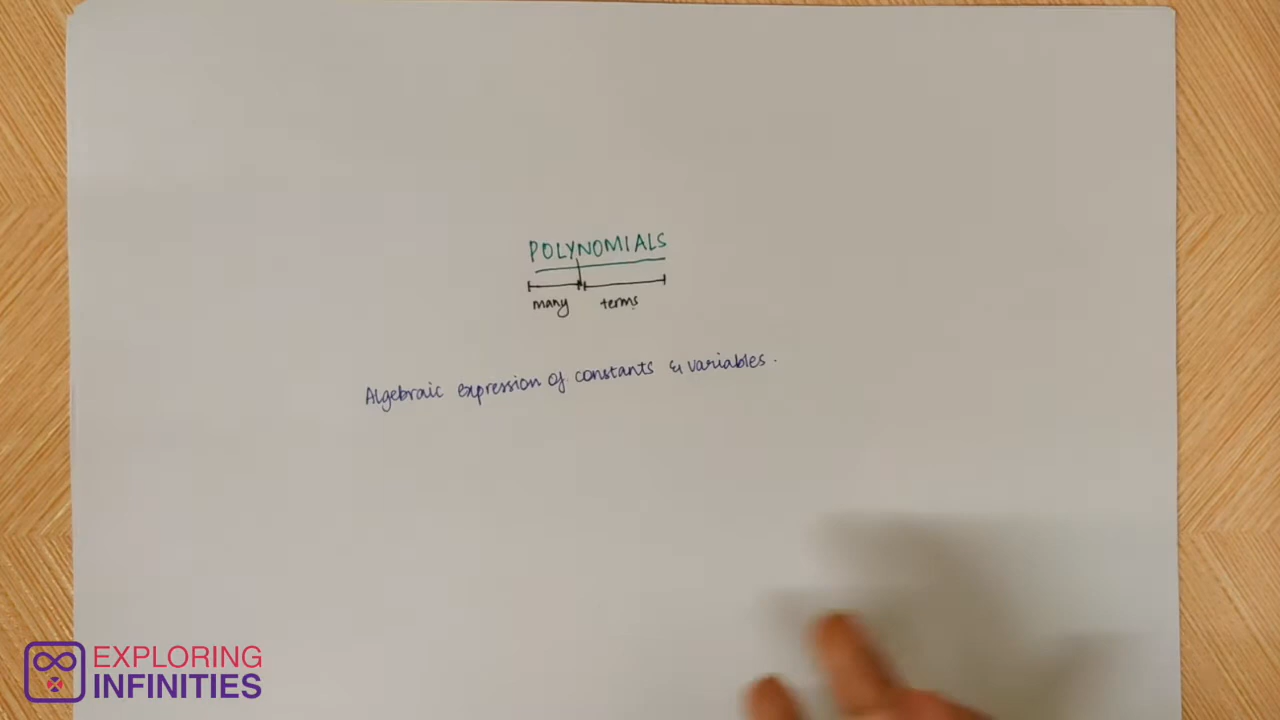 POLYNOMIALS
many terms
Algebraic expression of constants & variables.
EXPLORING
INFINITIES